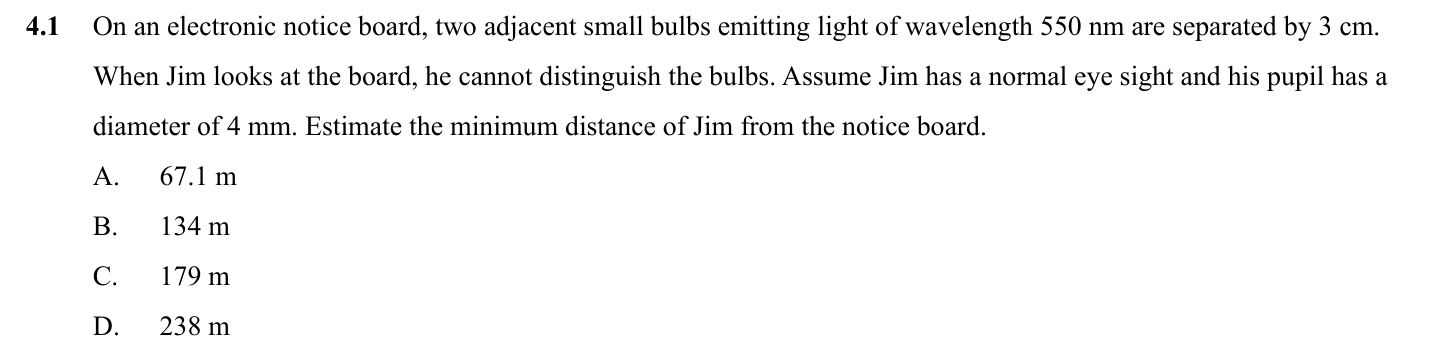 4.1 On an electronic notice board, two adjacent small bulbs emitting light of wavelength 550 nm are separated by 3 cm.
When Jim looks at the board, he cannot distinguish the bulbs. Assume Jim has a normal eye sight and his pupil has a
diameter of 4 mm. Estimate the minimum distance of Jim from the notice board.
A. 67.1 m
B. 134 m
C. 179 m
D. 238 m